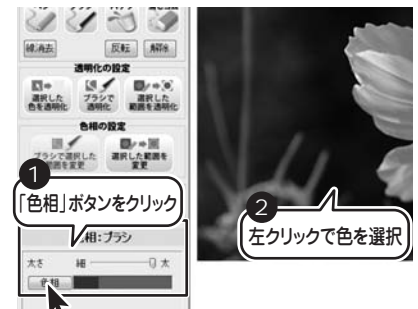 線消去 反転 解除
透明化の設定
選択した
色を透明化
ブラシで
透明化
選択した
範囲を透明化
色相の設定
ブラシで選択した
範囲を変更
選択した範囲を
変更
1
「色相」ボタンをクリック
2
左クリックで色を選択
色相:ブラシ
太さ 細 太
色相